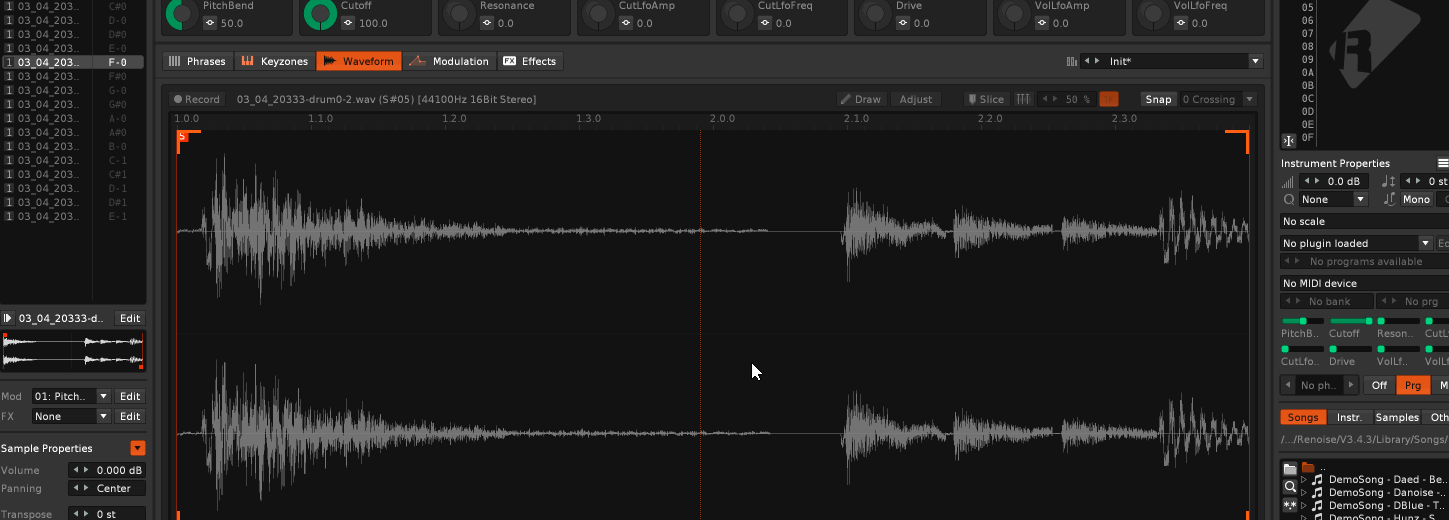 1 03_04_203.. C#0
1 03_04_203.. D-0
1 03_04_203.. D#0
1 03_04_203.. E-0
1 03_04_203.. F-0
1 03_04_203.. F#0
1 03_04_203.. G-0
1 03_04_203.. G#0
1 03_04_203.. A-0
1 03_04_203.. A#0
1 03_04_203.. B-0
1 03_04_203.. C-1
1 03_04_203.. C#1
1 03_04_203.. D-1
1 03_04_203.. D#1
1 03_04_203.. E-1
03_04_20333-d.. Edit
Mod 01: Pitch.. Edit
FX None Edit
Sample Properties
Volume 0.000 dB
Panning Center
Transpose 0 st
PitchBend Cutoff Resonance CutLfoAmp CutLfoFreq Drive VolLfoAmp VolLfoFreq
50.0 100.0 0.0 0.0 0.0 0.0 0.0 0.0
Phrases Keyzones Waveform Modulation FX Effects Init*
Record 03_04_20333-drum0-2.wav (S#05) [44100Hz 16Bit Stereo] Draw Adjust Slice 50 % Snap 0 Crossing
1.0.0 1.1.0 1.2.0 1.3.0 2.0.0 2.1.0 2.2.0 2.3.0
S
05
06
07
08
09
0A
0B
0C
0D
0E
0F
Instrument Properties
0.0 dB 0 st
None Mono
No scale
No plugin loaded
No programs available
No MIDI device
No bank No prg
PitchB.. Cutoff Reson..
CutLfo.. Drive VolLf..
No ph.. Off Prg M
Songs Instr. Samples Oth
/.../Renoise/V3.4.3/Library/Songs/
..
DemoSong - Daed - Be..
DemoSong - Danoise -..
DemoSong - DBlue - T..
DemoSong - Hunz - S..